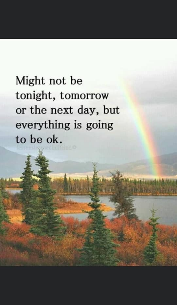 Might not be
tonight, tomorrow
or the next day, but
everything is going
to be ok.